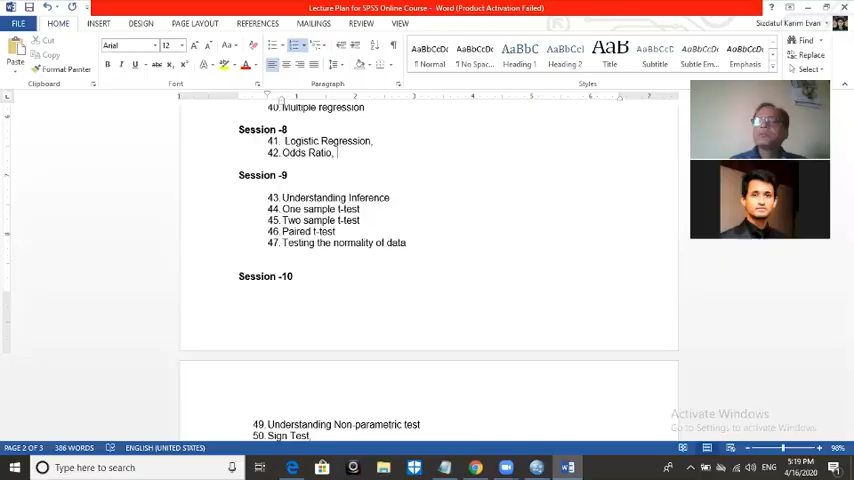 Lecture Plan for SPSS Online Course - Word (Product Activation Failed)
FILE HOME INSERT DESIGN PAGE LAYOUT REFERENCES MAILINGS REVIEW VIEW
Sizdatul Karim Evan
Cut
Copy
Format Painter
Paste
Clipboard
Arial
12
Font
Paragraph
AaBbCcDc AaBbCcDc AaBbC AaBbCcI AaB AaBbCcD AaBbCcDc AaBbCcDc
¶ Normal ¶ No Spac... Heading 1 Heading 2 Title Subtitle Subtle Em... Emphasis
Styles
Find
Replace
Select
Editing
40. Multiple regression
Session -8
41. Logistic Regression,
42. Odds Ratio,
Session -9
43. Understanding Inference
44. One sample t-test
45. Two sample t-test
46. Paired t-test
47. Testing the normality of data
Session -10
49. Understanding Non-parametric test
50. Sign Test,
Activate Windows
Go to Settings to activate Windows.
PAGE 2 OF 3 386 WORDS ENGLISH (UNITED STATES) 98%
Type here to search
ENG
5:19 PM
4/16/2020